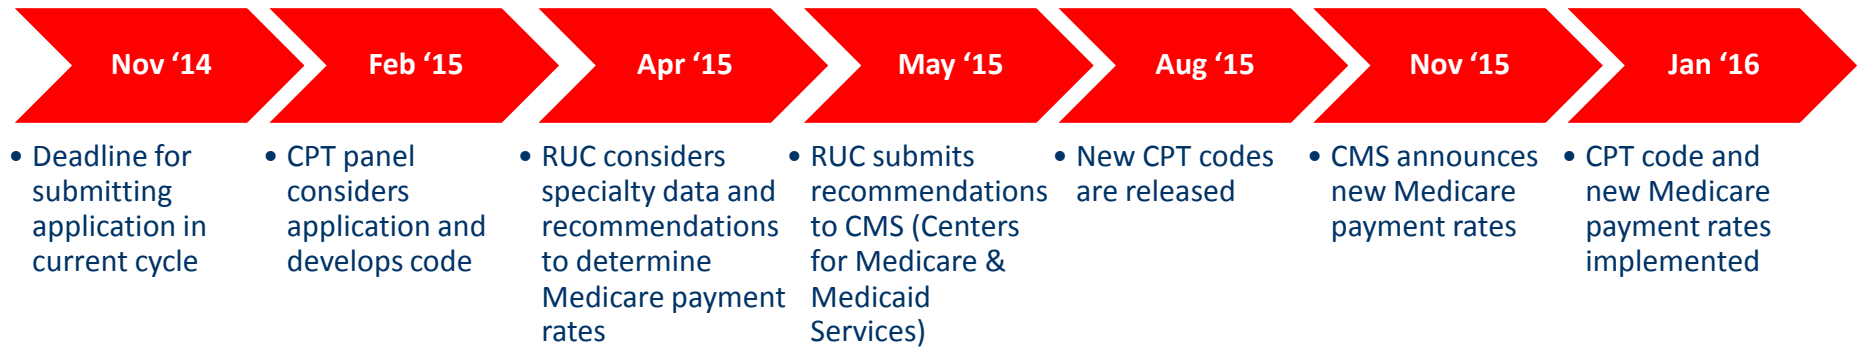 Nov ‘14
Feb ‘15
Apr ‘15
May ‘15
Aug ‘15
Nov ‘15
Jan ‘16
• Deadline for
submitting
application in
current cycle
• CPT panel
considers
application and
develops code
• RUC considers
specialty data and
recommendations
to determine
Medicare payment
rates
• RUC submits
recommendations
to CMS (Centers
for Medicare &
Medicaid
Services)
• New CPT codes
are released
• CMS announces
new Medicare
payment rates
• CPT code and
new Medicare
payment rates
implemented